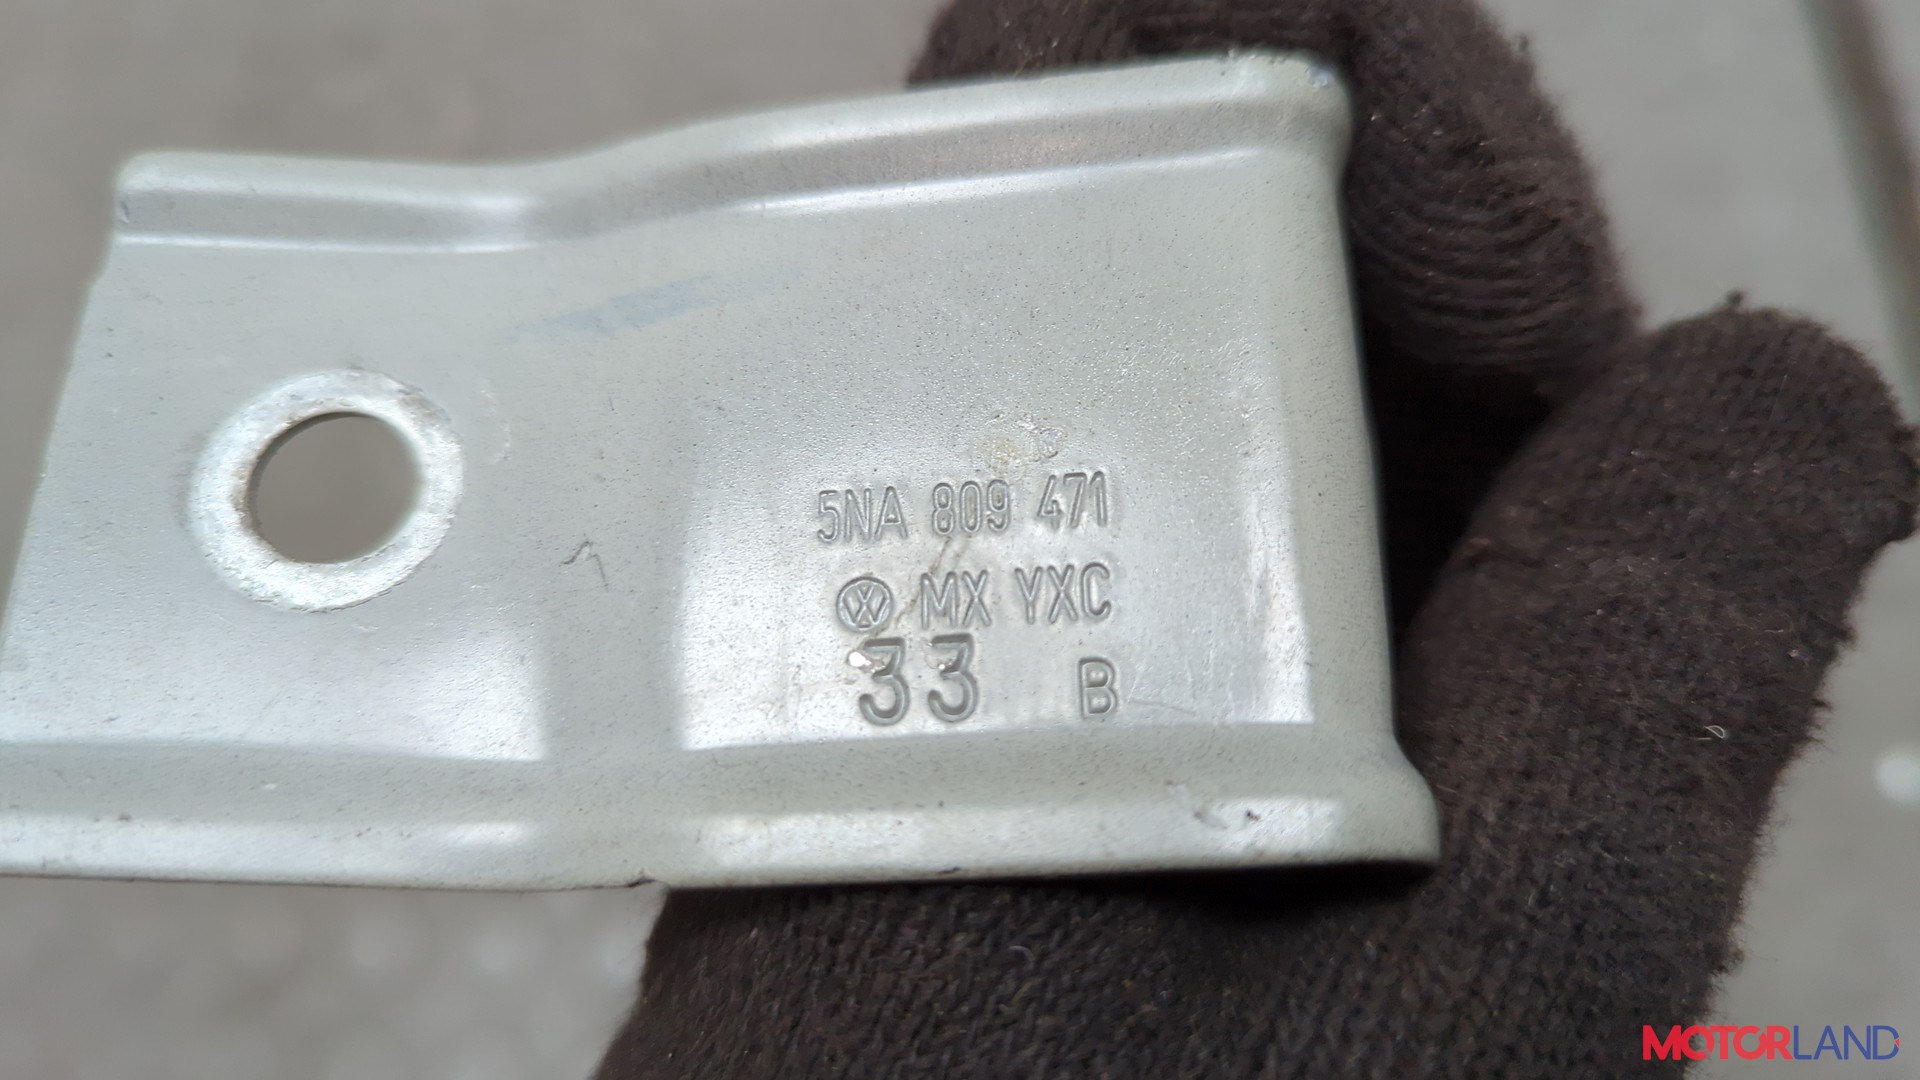 5NA 809 471
MX YXC
33 B
MOTORLAND